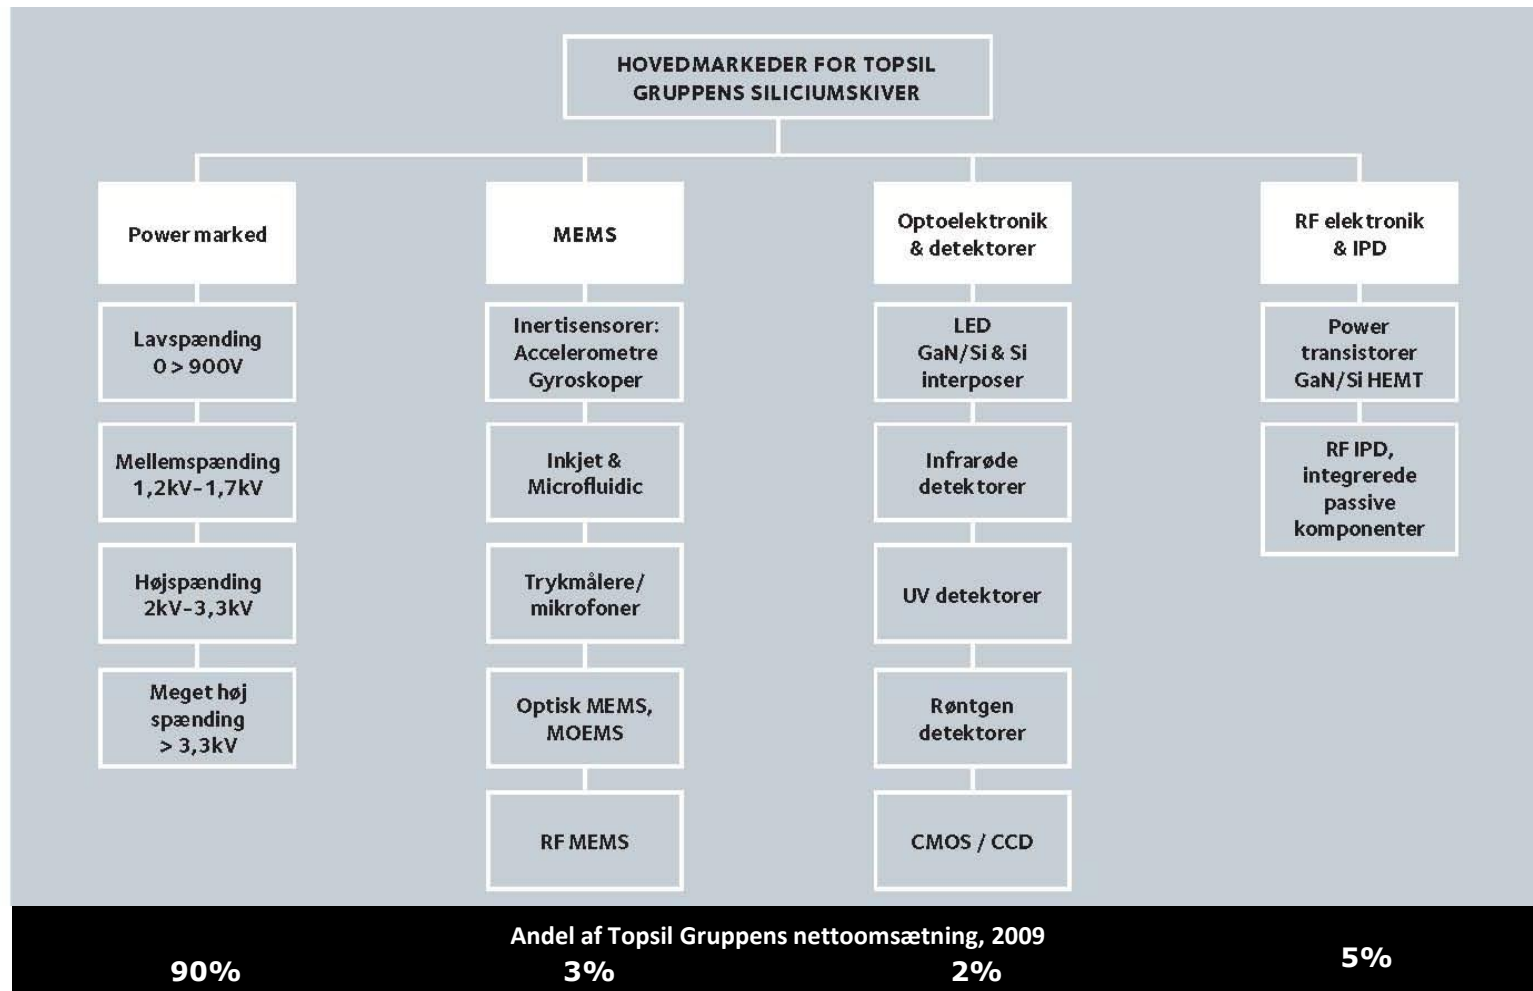 HOVEDMARKEDER FOR TOPSIL
GRUPPENS SILICIUMSKIVER
Power marked
Lavspænding
0 > 900V
Mellemspænding
1,2kV–1,7kV
Højspænding
2kV–3,3kV
Meget høj
spænding
> 3,3kV
MEMS
Inertisensorer:
Accelerometre
Gyroskoper
Inkjet &
Microfluidic
Trykmålere/
mikrofoner
Optisk MEMS,
MOEMS
RF MEMS
Optoelektronik
& detektorer
LED
GaN/Si & Si
interposer
Infrarøde
detektorer
UV detektorer
Røntgen
detektorer
CMOS / CCD
RF elektronik
& IPD
Power
transistorer
GaN/Si HEMT
RF IPD,
integrerede
passive
komponenter
Andel af Topsil Gruppens nettoomsætning, 2009
90% 3% 2% 5%